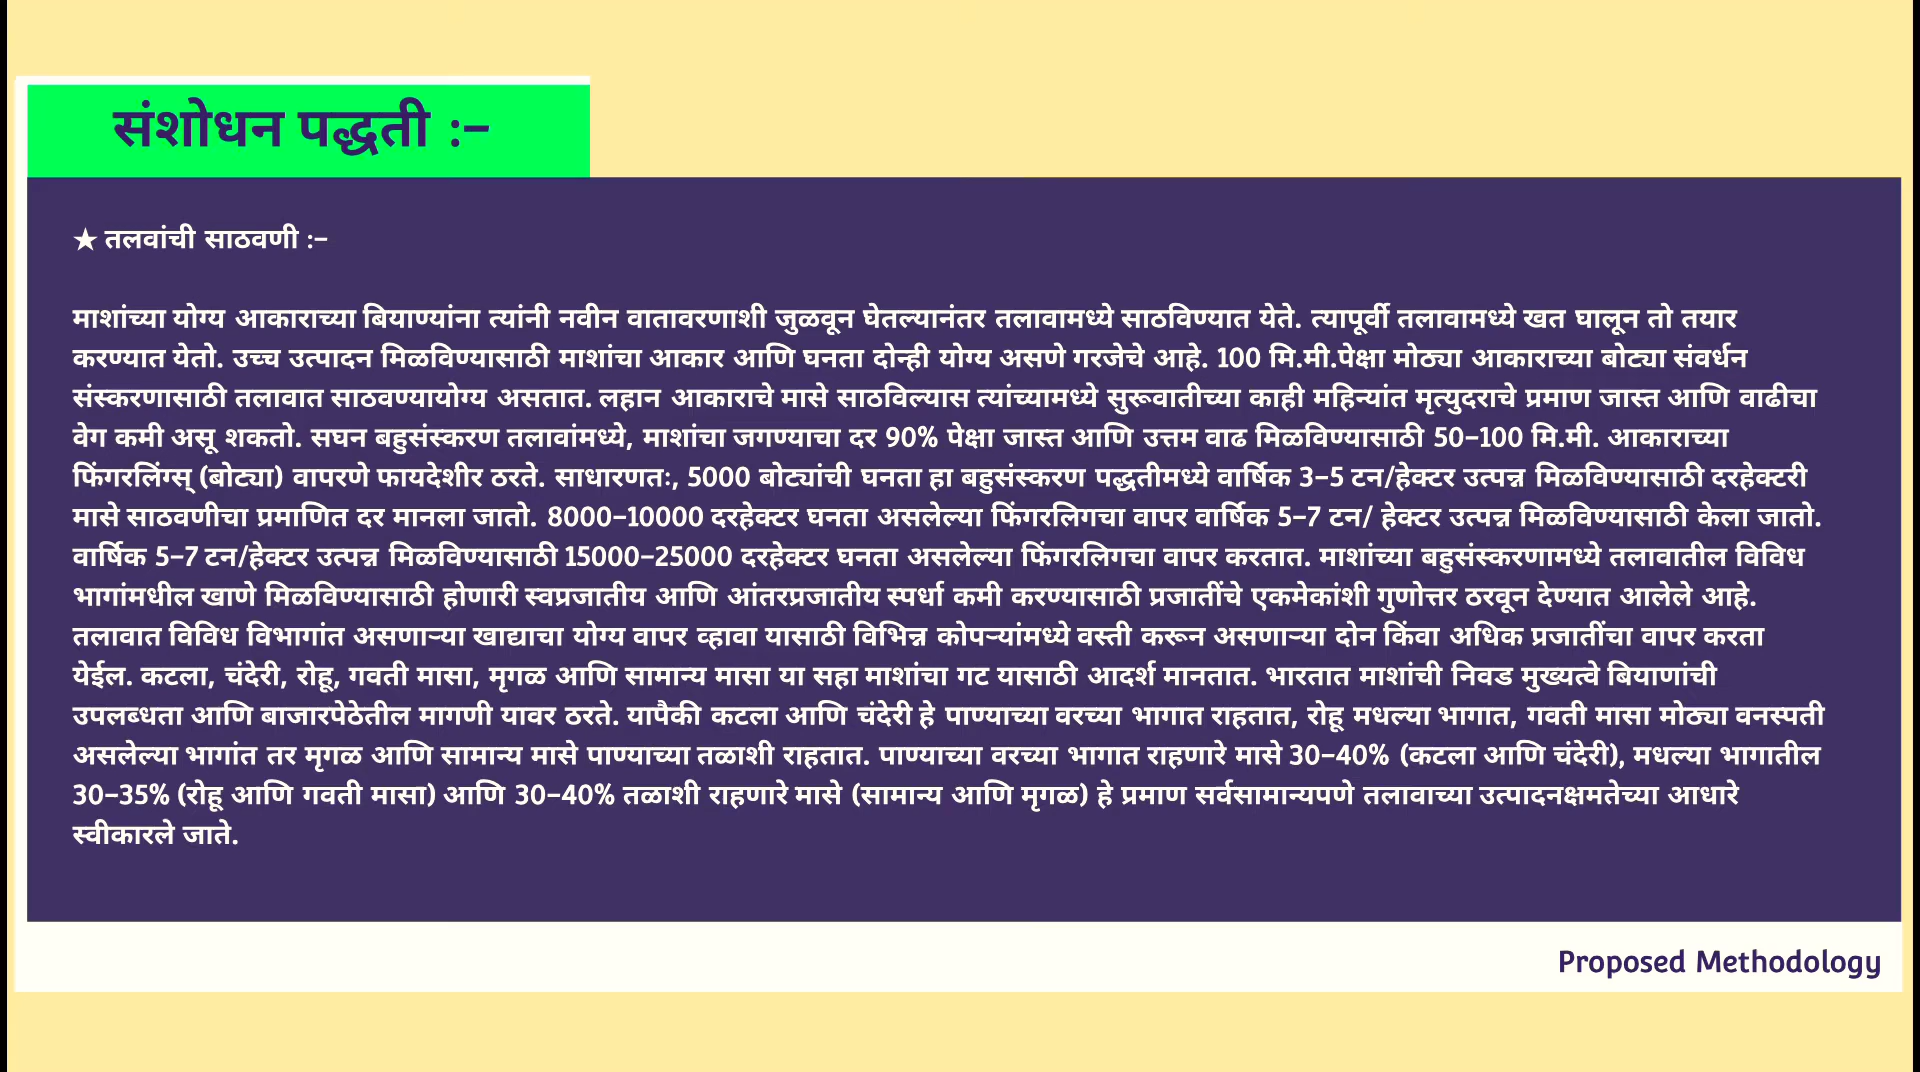 संशोधन पद्धती :-
★ तलवांची साठवणी :-
माशांच्या योग्य आकाराच्या बियाण्यांना त्यांनी नवीन वातावरणाशी जुळवून घेतल्यानंतर तलावामध्ये साठविण्यात येते. त्यापूर्वी तलावामध्ये खत घालून तो तयार
करण्यात येतो. उच्च उत्पादन मिळविण्यासाठी माशांचा आकार आणि घनता दोन्ही योग्य असणे गरजेचे आहे. 100 मि.मी.पेक्षा मोठ्या आकाराच्या बोट्या संवर्धन
संस्करणासाठी तलावात साठवण्यायोग्य असतात. लहान आकाराचे मासे साठविल्यास त्यांच्यामध्ये सुरूवातीच्या काही महिन्यांत मृत्युदराचे प्रमाण जास्त आणि वाढीचा
वेग कमी असू शकतो. सघन बहुसंस्करण तलावांमध्ये, माशांचा जगण्याचा दर 90% पेक्षा जास्त आणि उत्तम वाढ मिळविण्यासाठी 50-100 मि.मी. आकाराच्या
फिंगरलिंग्स् (बोट्या) वापरणे फायदेशीर ठरते. साधारणतः, 5000 बोट्यांची घनता हा बहुसंस्करण पद्धतीमध्ये वार्षिक 3-5 टन/हेक्टर उत्पन्न मिळविण्यासाठी दरहेक्टरी
मासे साठवणीचा प्रमाणित दर मानला जातो. 8000-10000 दरहेक्टर घनता असलेल्या फिंगरलिगचा वापर वार्षिक 5-7 टन/ हेक्टर उत्पन्न मिळविण्यासाठी केला जातो.
वार्षिक 5-7 टन/हेक्टर उत्पन्न मिळविण्यासाठी 15000-25000 दरहेक्टर घनता असलेल्या फिंगरलिगचा वापर करतात. माशांच्या बहुसंस्करणामध्ये तलावातील विविध
भागांमधील खाणे मिळविण्यासाठी होणारी स्वप्रजातीय आणि आंतरप्रजातीय स्पर्धा कमी करण्यासाठी प्रजातींचे एकमेकांशी गुणोत्तर ठरवून देण्यात आलेले आहे.
तलावात विविध विभागांत असणाऱ्या खाद्याचा योग्य वापर व्हावा यासाठी विभिन्न कोपऱ्यांमध्ये वस्ती करून असणाऱ्या दोन किंवा अधिक प्रजातींचा वापर करता
येईल. कटला, चंदेरी, रोहू, गवती मासा, मृगळ आणि सामान्य मासा या सहा माशांचा गट यासाठी आदर्श मानतात. भारतात माशांची निवड मुख्यत्वे बियाणांची
उपलब्धता आणि बाजारपेठेतील मागणी यावर ठरते. यापैकी कटला आणि चंदेरी हे पाण्याच्या वरच्या भागात राहतात, रोहू मधल्या भागात, गवती मासा मोठ्या वनस्पती
असलेल्या भागांत तर मृगळ आणि सामान्य मासे पाण्याच्या तळाशी राहतात. पाण्याच्या वरच्या भागात राहणारे मासे 30-40% (कटला आणि चंदेरी), मधल्या भागातील
30-35% (रोहू आणि गवती मासा) आणि 30-40% तळाशी राहणारे मासे (सामान्य आणि मृगळ) हे प्रमाण सर्वसामान्यपणे तलावाच्या उत्पादनक्षमतेच्या आधारे
स्वीकारले जाते.
Proposed Methodology